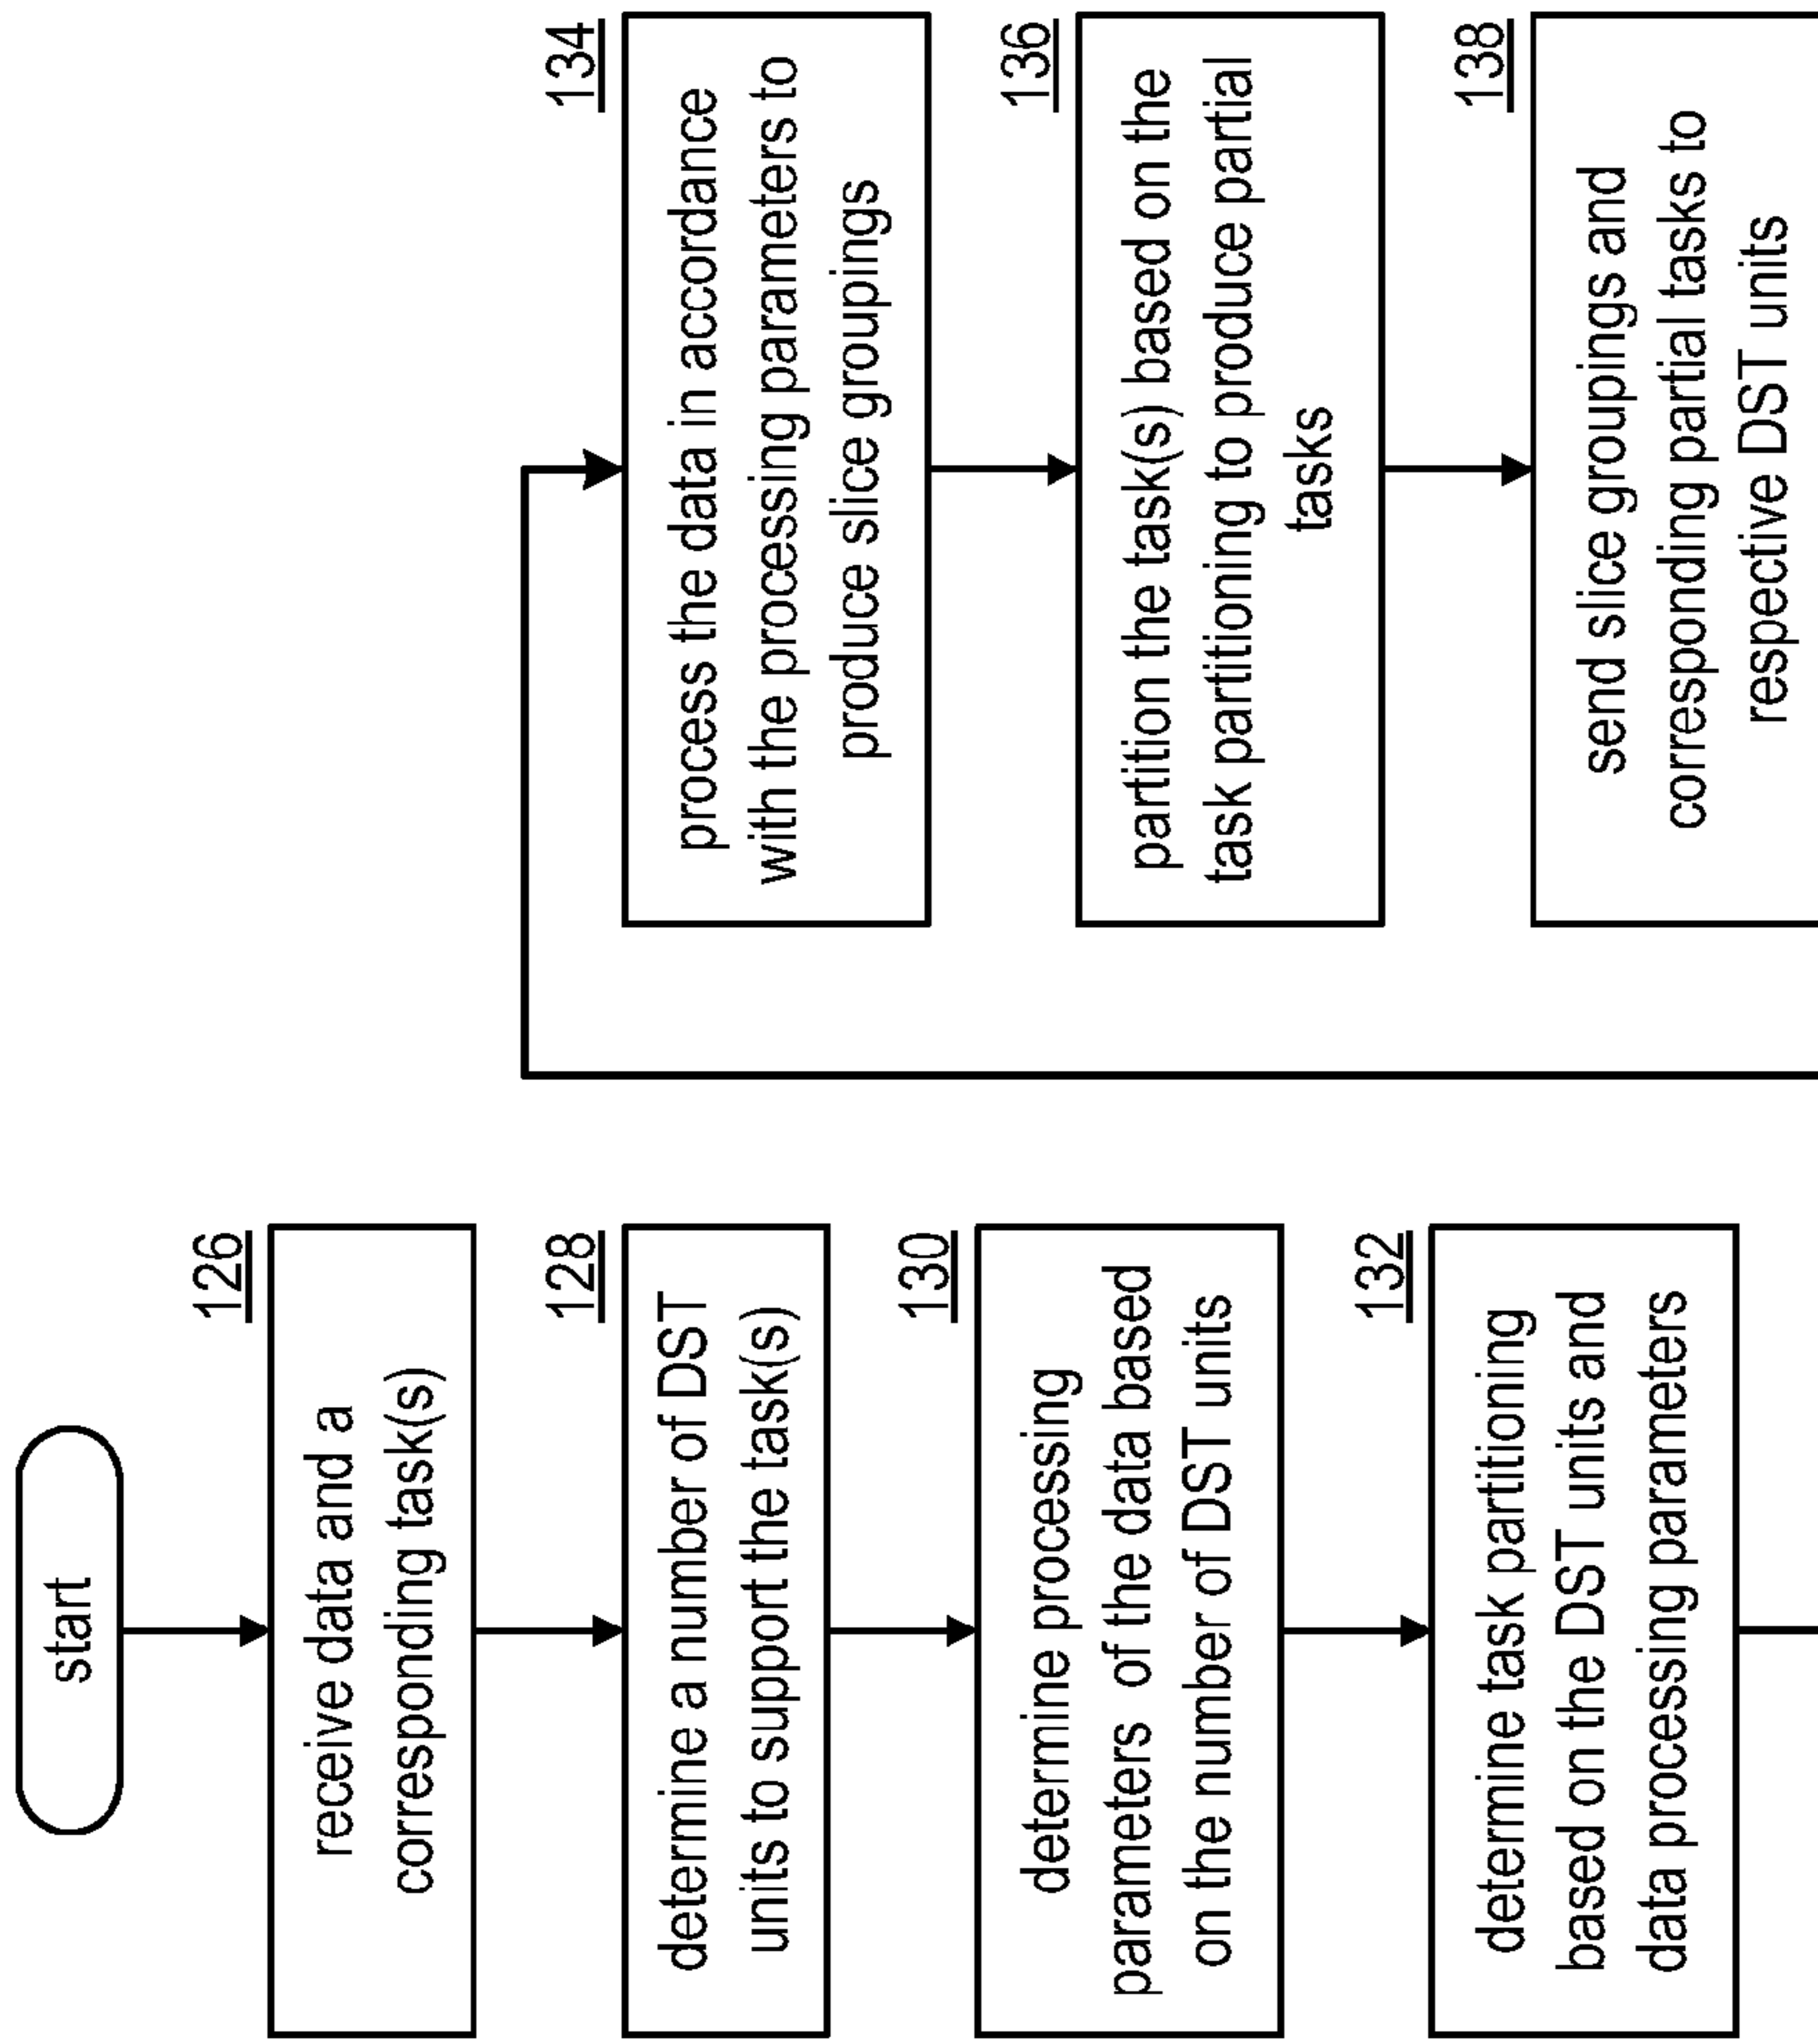 start
126
receive data and a
corresponding task(s)
128
determine a number of DST
units to support the task(s)
130
determine processing
parameters of the data based
on the number of DST units
132
determine task partitioning
based on the DST units and
data processing parameters
134
process the data in accordance
with the processing parameters to
produce slice groupings
136
partition the task(s) based on the
task partitioning to produce partial
tasks
138
send slice groupings and
corresponding partial tasks to
respective DST units